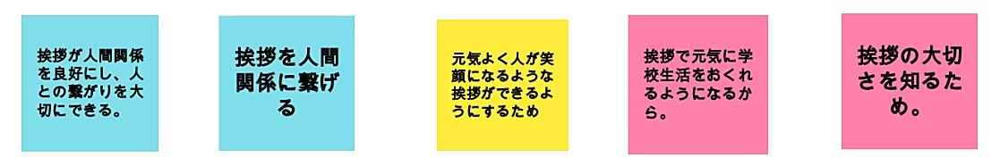 挨拶が人間関係
を良好にし、人
との繋がりを大
切にできる。
挨拶を人間
関係に繋げ
る
元気よく人が笑
顔になるような
挨拶ができるよ
うにするため
挨拶で元気に学
校生活をおくれ
るようになるか
ら。
挨拶の大切
さを知るた
め。